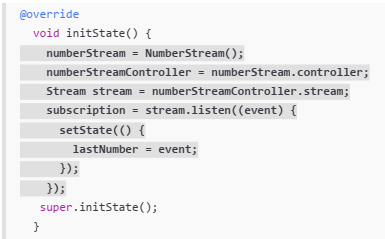 @override
void initState() {
numberStream = NumberStream();
numberStreamController = numberStream.controller;
Stream stream = numberStreamController.stream;
subscription = stream.listen((event) {
setState(() {
lastNumber = event;
});
});
super.initState();
}